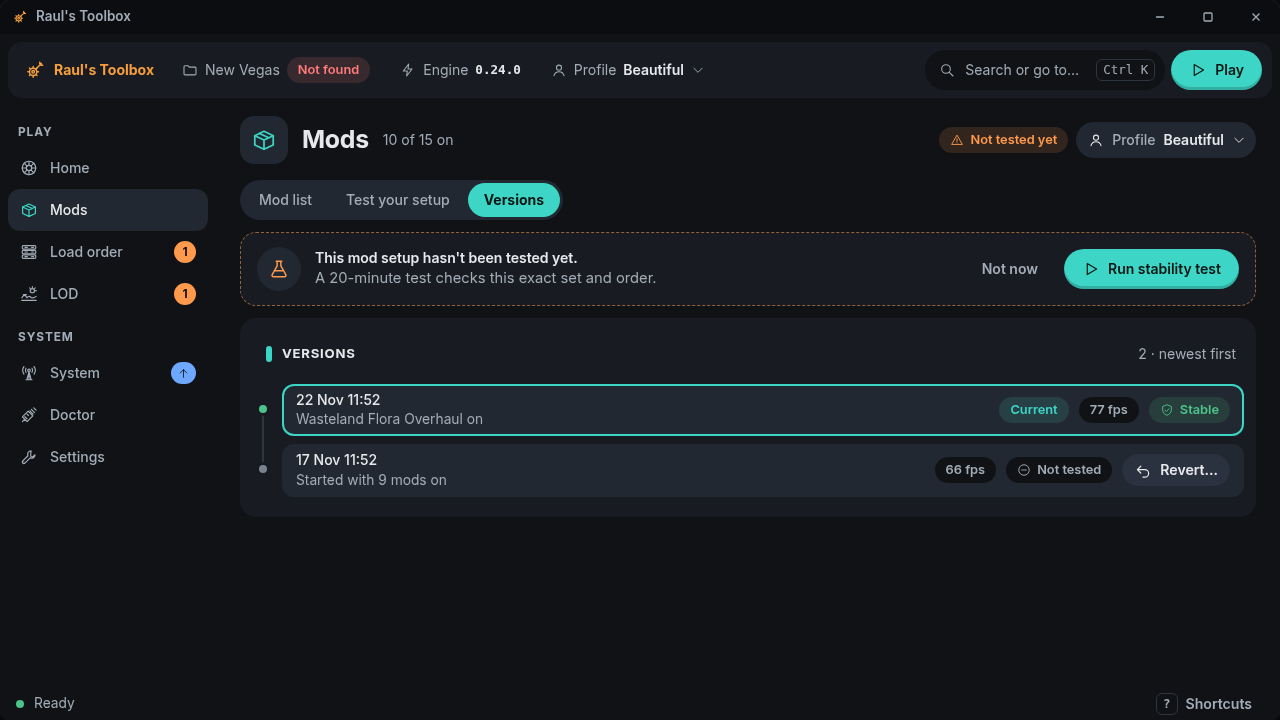 Raul's Toolbox
Raul's Toolbox New Vegas Not found Engine 0.24.0 Profile Beautiful Search or go to... Ctrl K Play
PLAY
Home
Mods
Load order 1
LOD 1
SYSTEM
System
Doctor
Settings
Mods 10 of 15 on Not tested yet Profile Beautiful
Mod list Test your setup Versions
This mod setup hasn't been tested yet.
A 20-minute test checks this exact set and order.
Not now Run stability test
VERSIONS 2 · newest first
22 Nov 11:52
Wasteland Flora Overhaul on
Current 77 fps Stable
17 Nov 11:52
Started with 9 mods on
66 fps Not tested Revert...
Ready ? Shortcuts